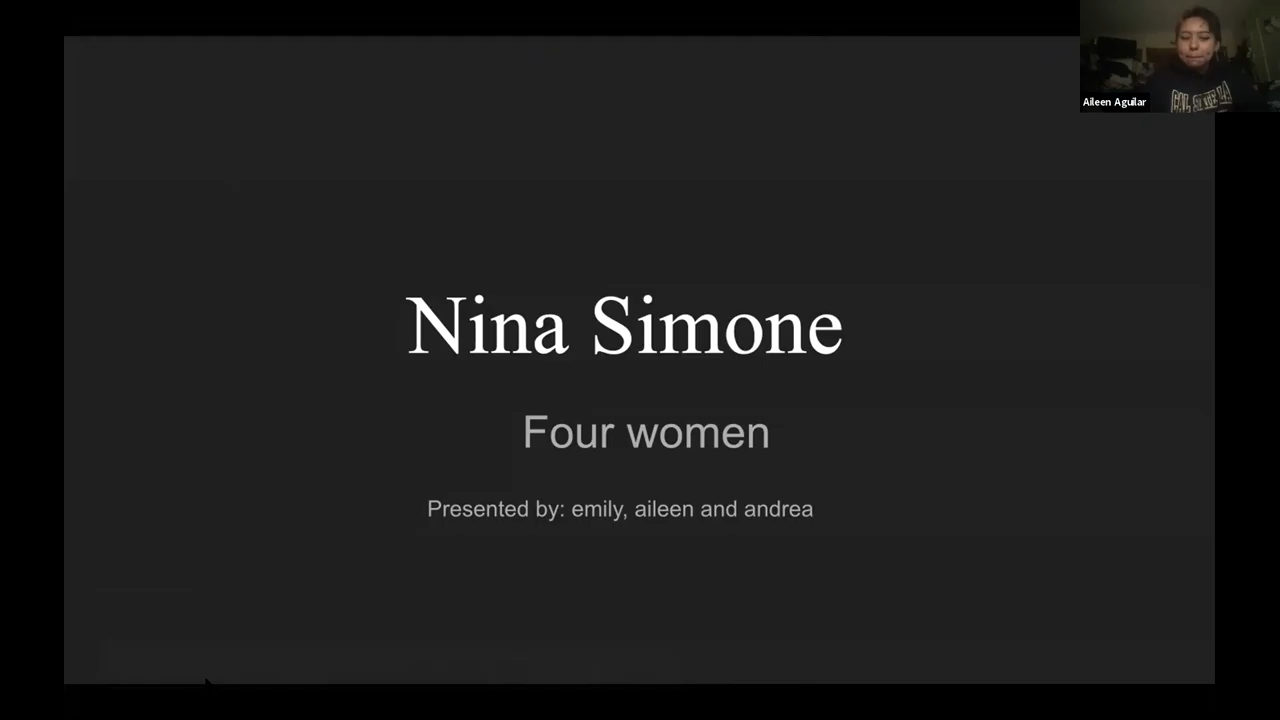 Nina Simone
Four women
Presented by: emily, aileen and andrea
Aileen Aguilar